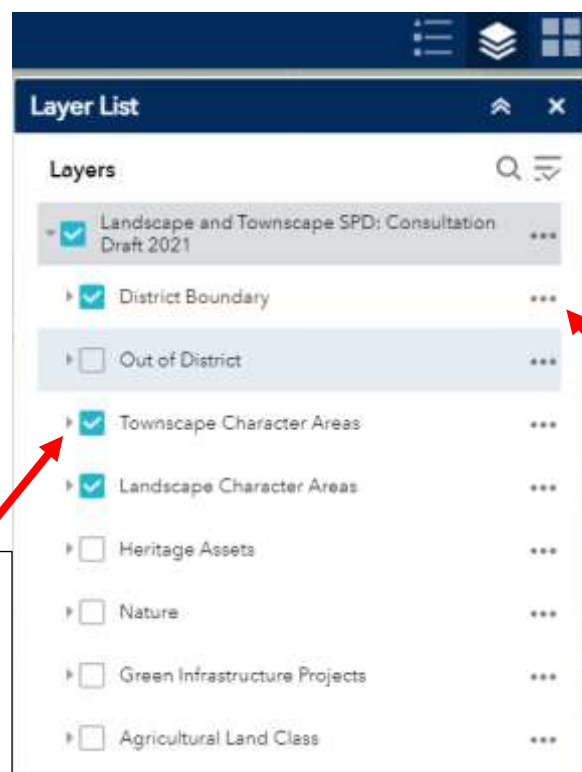 Layer List
Layers
Landscape and Townscape SPD: Consultation
Draft 2021
District Boundary
Out of District
Townscape Character Areas
Landscape Character Areas
Heritage Assets
Nature
Green Infrastructure Projects
Agricultural Land Class